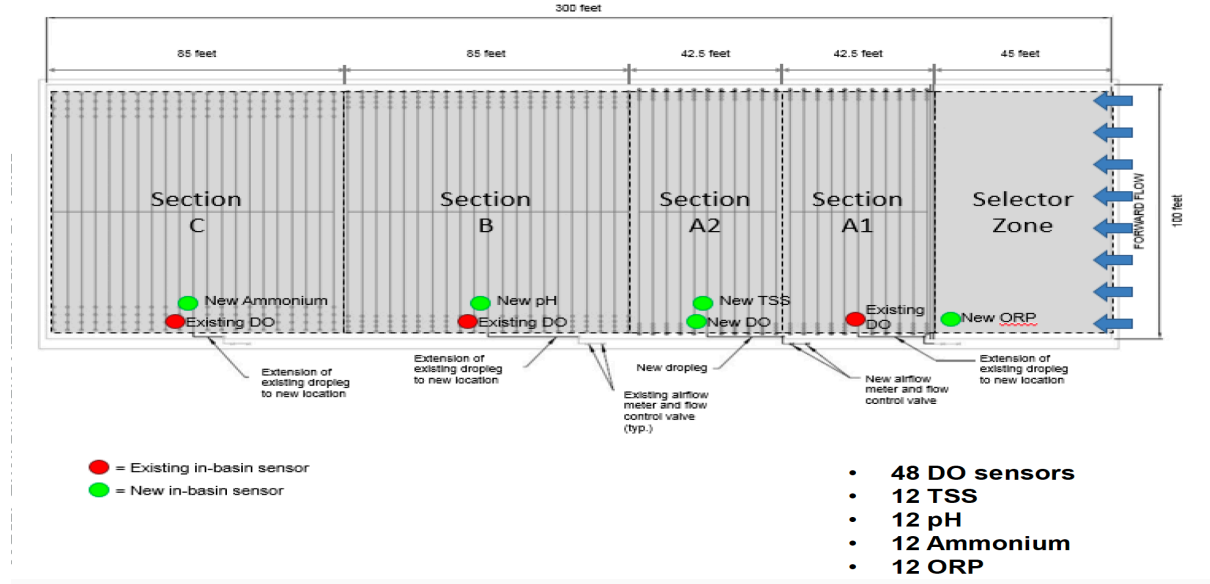 300 feet
85 feet
85 feet
42.5 feet
42.5 feet
45 feet
Section
C
Section
B
Section
A2
Section
A1
Selector
Zone
FORWARD FLOW
100 feet
New Ammonium
Existing DO
New pH
Existing DO
New TSS
New DO
Existing
DO
New ORP
Extension of
existing dropleg
to new location
Extension of
existing dropleg
to new location
Existing airflow
meter and flow
control valve
(typ.)
New dropleg
New airflow
meter and flow
control valve
Extension of
existing dropleg
to new location
= Existing in-basin sensor
= New in-basin sensor
• 48 DO sensors
• 12 TSS
• 12 pH
• 12 Ammonium
• 12 ORP